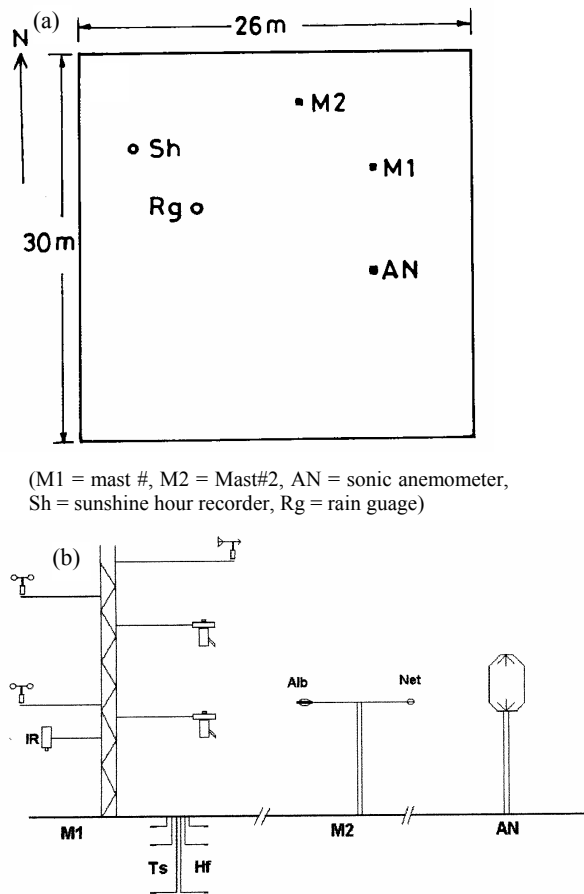 (a)
26m
N
M2
Sh
M1
Rg
30m
AN
(M1 = mast #, M2 = Mast#2, AN = sonic anemometer,
Sh = sunshine hour recorder, Rg = rain guage)
(b)
Alb Net
IR
M1 M2 AN
Ts Hf